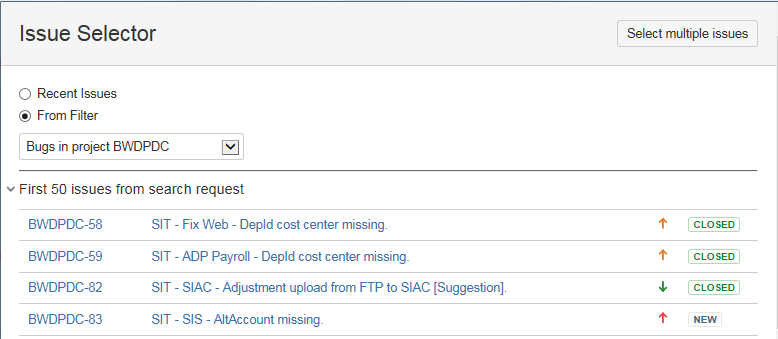 Issue Selector
Select multiple issues
Recent Issues
From Filter
Bugs in project BWDPDC
First 50 issues from search request
BWDPDC-58 SIT - Fix Web - DepId cost center missing. CLOSED
BWDPDC-59 SIT - ADP Payroll - DepId cost center missing. CLOSED
BWDPDC-82 SIT - SIAC - Adjustment upload from FTP to SIAC [Suggestion]. CLOSED
BWDPDC-83 SIT - SIS - AltAccount missing. NEW